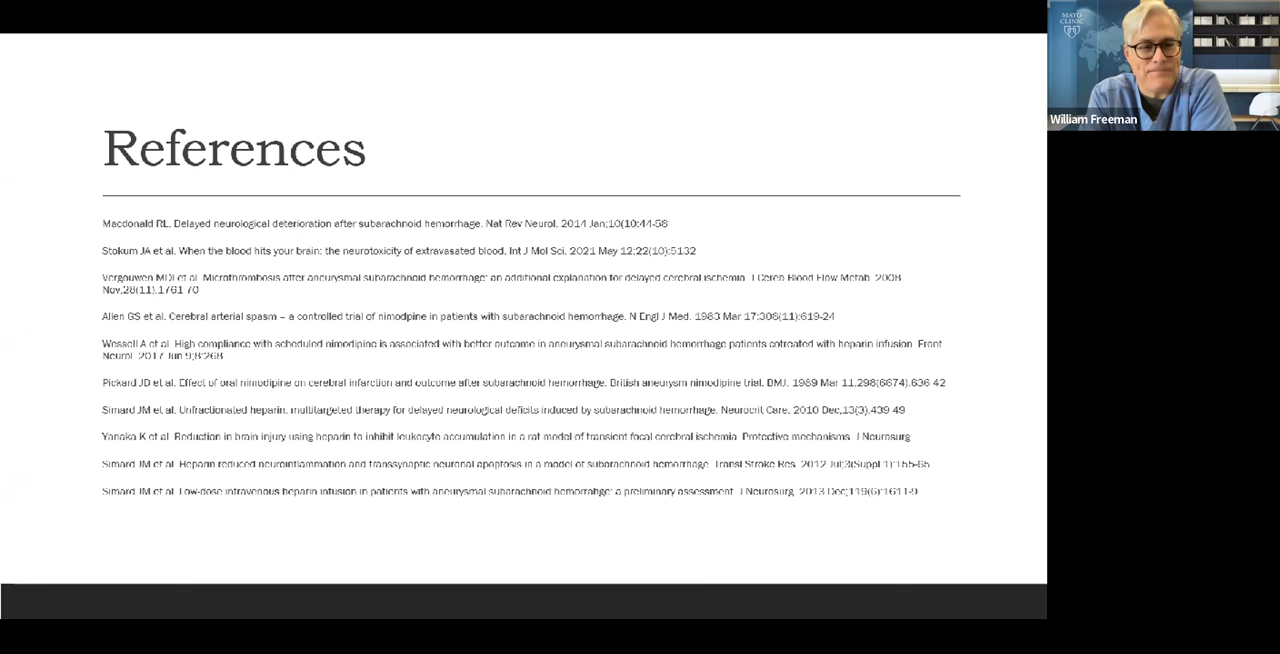 References
Macdonald RL. Delayed neurological deterioration after subarachnoid hemorrhage. Nat Rev Neurol. 2014 Jan;10(10:44-58
Stokum JA et al. When the blood hits your brain: the neurotoxicity of extravasated blood. Int J Mol Sci. 2021 May 12;22(10):5132
Vergouwen MDI et al. Microthrombosis after aneurysmal subarachnoid hemorrhage: an additional explanation for delayed cerebral ischemia. J Cereb Blood Flow Metab. 2008
Nov;28(11):1761-70
Allen GS et al. Cerebral arterial spasm – a controlled trial of nimodpine in patients with subarachnoid hemorrhage. N Engl J Med. 1983 Mar 17;308(11):619-24
Wessell A et al. High compliance with scheduled nimodipine is associated with better outcome in aneurysmal subarachnoid hemorrhage patients cotreated with heparin infusion. Front
Neurol. 2017 Jun 9;8:268
Pickard JD et al. Effect of oral nimodipine on cerebral infarction and outcome after subarachnoid hemorrhage. British aneurysm nimodipine trial. BMJ. 1989 Mar 11;298(6674):636-42
Simard JM et al. Unfractionated heparin: multitargeted therapy for delayed neurological deficits induced by subarachnoid hemorrhage. Neurocrit Care. 2010 Dec;13(3):439-49
Yanaka K et al. Reduction in brain injury using heparin to inhibit leukocyte accumulation in a rat model of transient focal cerebral ischemia. Protective mechanisms. J Neurosurg
Simard JM et al. Heparin reduced neuroinflammation and transsynaptic neuronal apoptosis in a model of subarachnoid hemorrhage. Transl Stroke Res. 2012 Jul;3(Suppl 1):155-65
Simard JM et al. Low-dose intravenous heparin infusion in patients with aneurysmal subarachnoid hemorrahge: a preliminary assessment. J Neurosurg. 2013 Dec;119(6):1611-9
MAYO
CLINIC
William Freeman